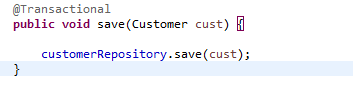 @Transactional
public void save(Customer cust) {
customerRepository.save(cust);
}